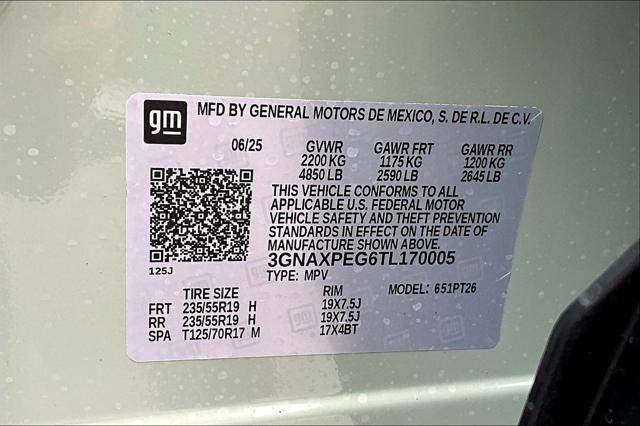 gm MFD BY GENERAL MOTORS DE MEXICO, S. DE R.L. DE C.V.
06/25 GVWR GAWR FRT GAWR RR
2200 KG 1175 KG 1200 KG
4850 LB 2590 LB 2645 LB
THIS VEHICLE CONFORMS TO ALL
APPLICABLE U.S. FEDERAL MOTOR
VEHICLE SAFETY AND THEFT PREVENTION
STANDARDS IN EFFECT ON THE DATE OF
MANUFACTURE SHOWN ABOVE.
3GNAXPEG6TL170005
125J TYPE: MPV
TIRE SIZE RIM MODEL: 651PT26
FRT 235/55R19 H 19X7.5J
RR 235/55R19 H 19X7.5J
SPA T125/70R17 M 17X4BT